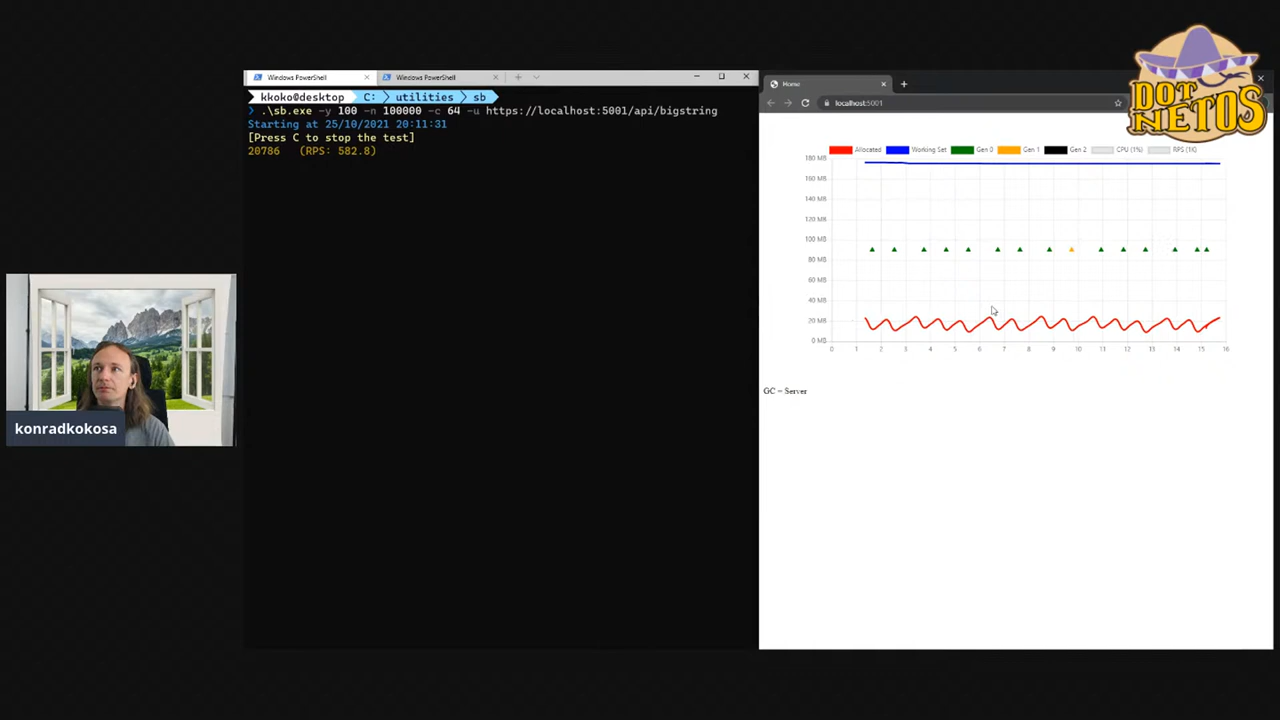 DOT
NETOS
Windows PowerShell
Windows PowerShell
kkoko@desktop C: utilities sb
.\sb.exe -y 100 -n 100000 -c 64 -u https://localhost:5001/api/bigstring
Starting at 25/10/2021 20:11:31
[Press C to stop the test]
20786 (RPS: 582.8)
Home
localhost:5001
Allocated Working Set Gen 0 Gen 1 Gen 2 CPU (1%) RPS (1K)
180 MB
160 MB
140 MB
120 MB
100 MB
80 MB
60 MB
40 MB
20 MB
0 MB
0 1 2 3 4 5 6 7 8 9 10 11 12 13 14 15 16
GC = Server
konradkokosa